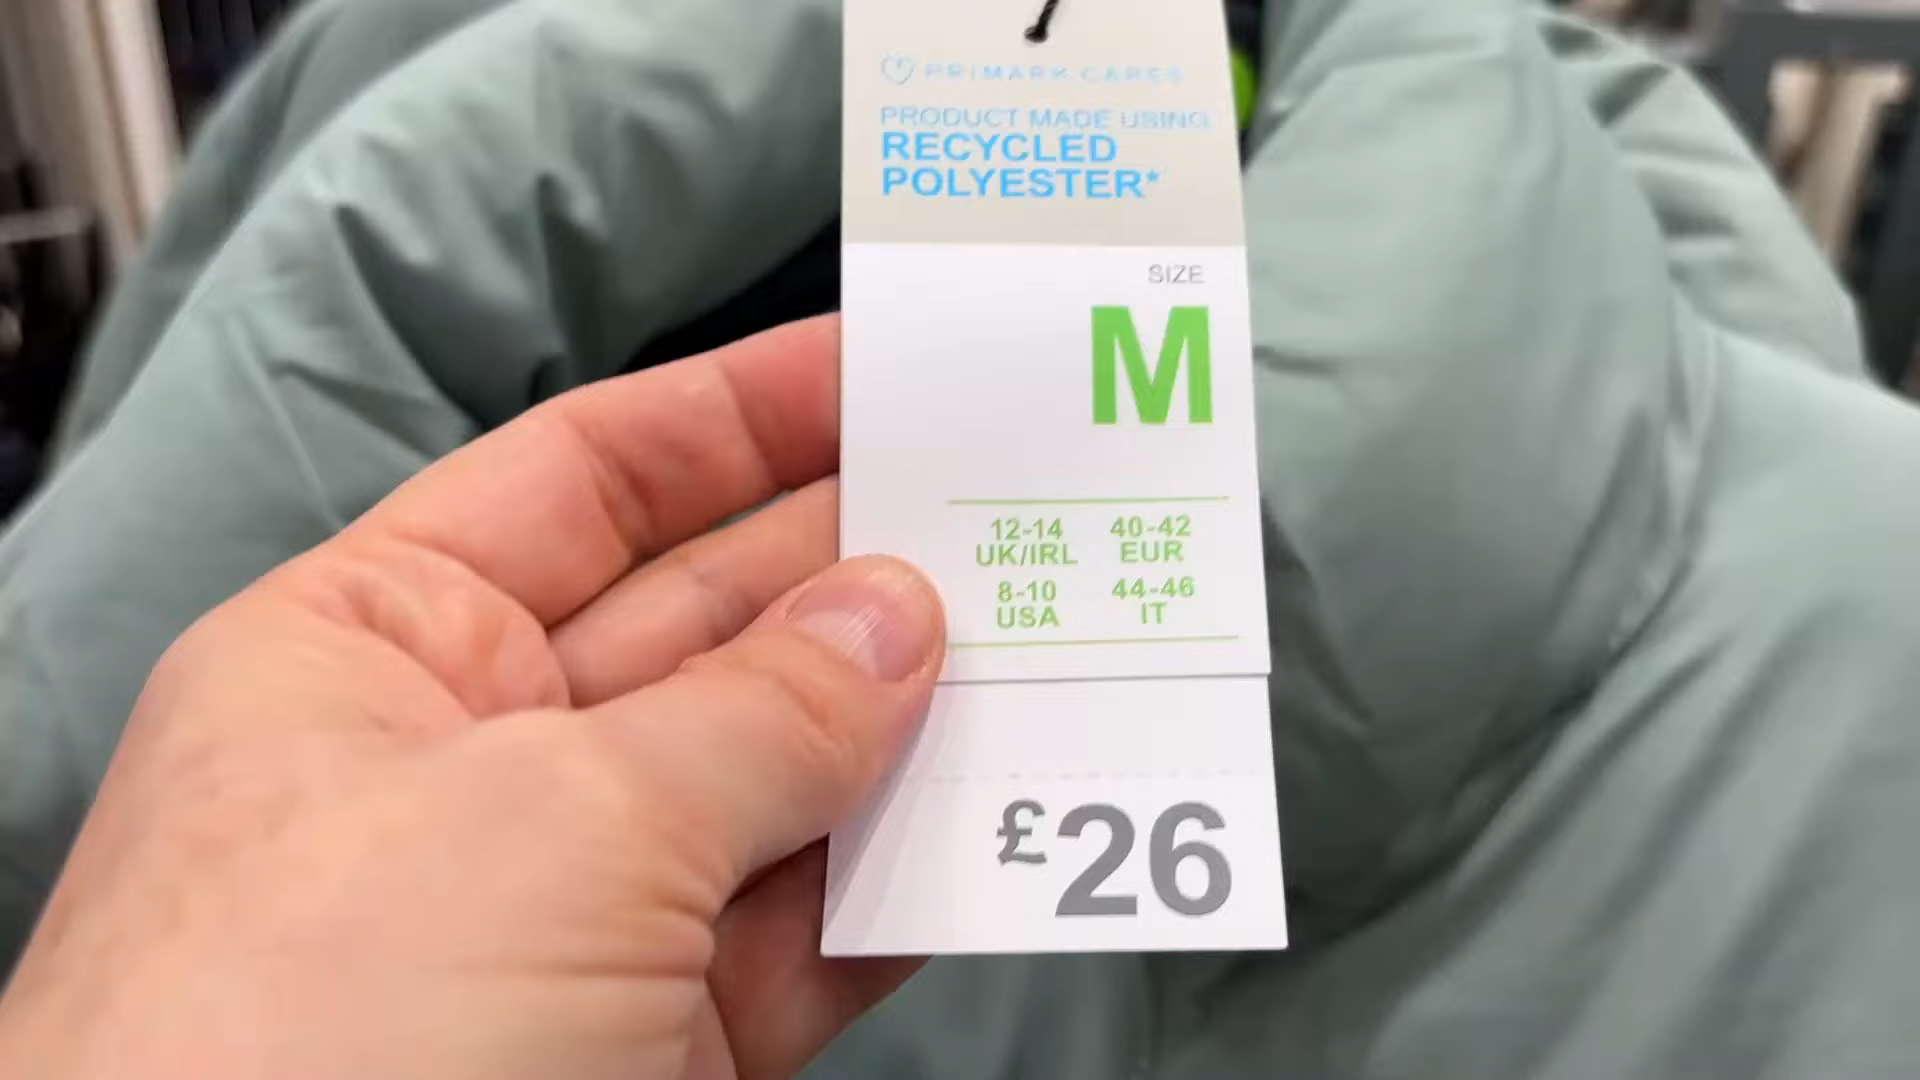 PRIMARK CARES
PRODUCT MADE USING
RECYCLED
POLYESTER*
SIZE
M
12-14 40-42
UK/IRL EUR
8-10 44-46
USA IT
£26